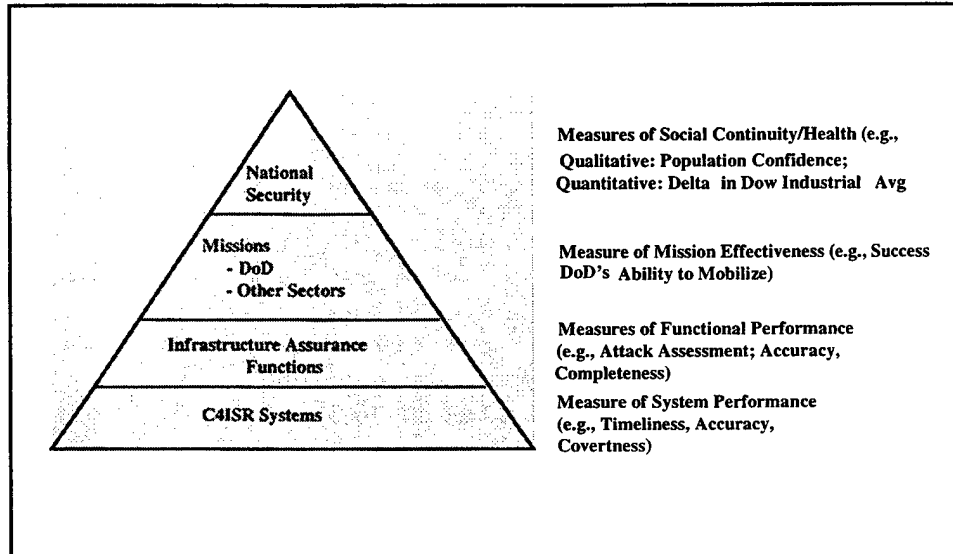 National
Security
Measures of Social Continuity/Health (e.g.,
Qualitative: Population Confidence;
Quantitative: Delta in Dow Industrial Avg
Missions
- DoD
- Other Sectors
Measure of Mission Effectiveness (e.g., Success
DoD's Ability to Mobilize)
Infrastructure Assurance
Functions
Measures of Functional Performance
(e.g., Attack Assessment; Accuracy,
Completeness)
C4ISR Systems
Measure of System Performance
(e.g., Timeliness, Accuracy,
Covertness)